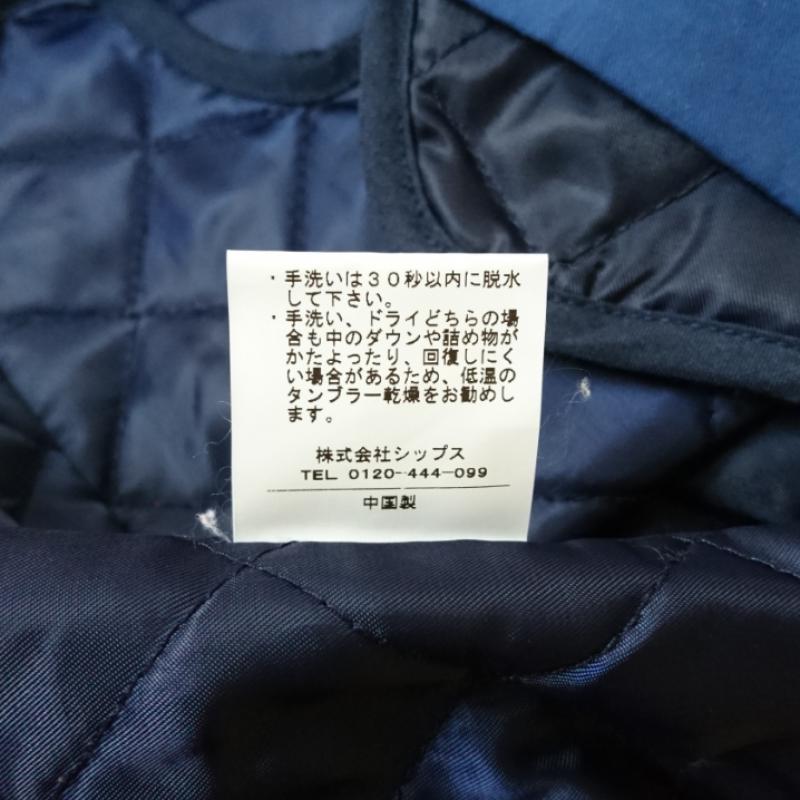 ・手洗いは３０秒以内に脱水
して下さい。
・手洗い、ドライどちらの場
合も中のダウンや詰め物が
かたよったり、回復しにく
い場合があるため、低温の
タンブラー乾燥をお勧めし
ます。
株式会社シップス
TEL 0120-444-099
中国製